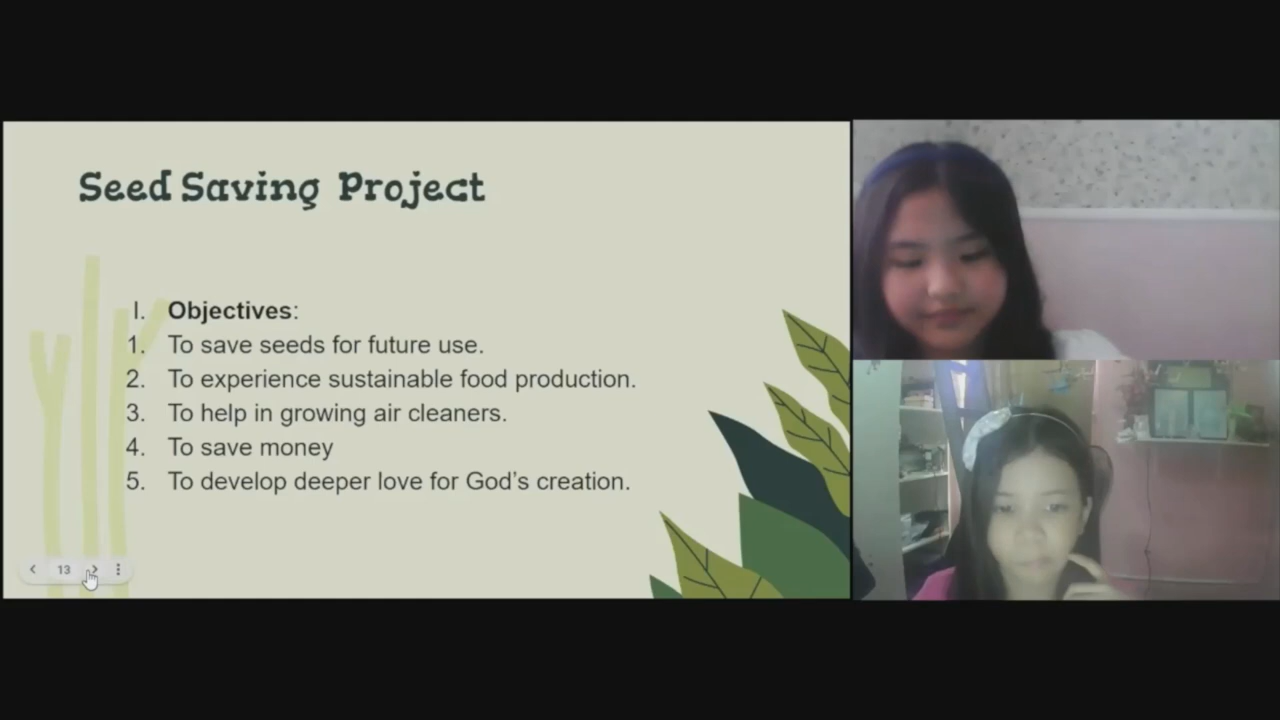 Seed Saving Project
I. Objectives:
1. To save seeds for future use.
2. To experience sustainable food production.
3. To help in growing air cleaners.
4. To save money
5. To develop deeper love for God's creation.
13